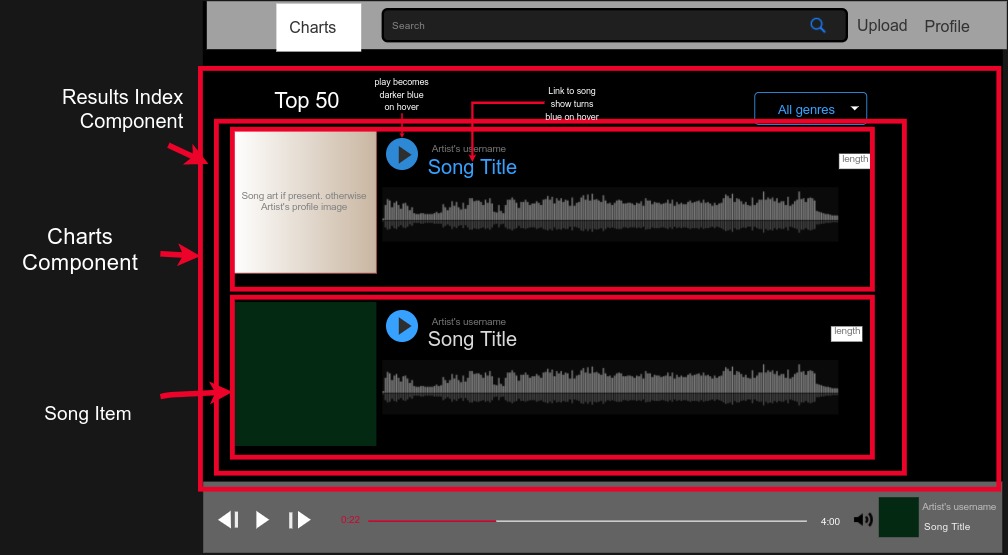 Charts
Search
Upload
Profile
Results Index
Component
Top 50
play becomes
darker blue
on hover
Link to song
show turns
blue on hover
All genres
Artist's username
Song Title
length
Song art if present. otherwise
Artist's profile image
Charts
Component
Artist's username
Song Title
length
Song Item
0:22
4:00
Artist's username
Song Title